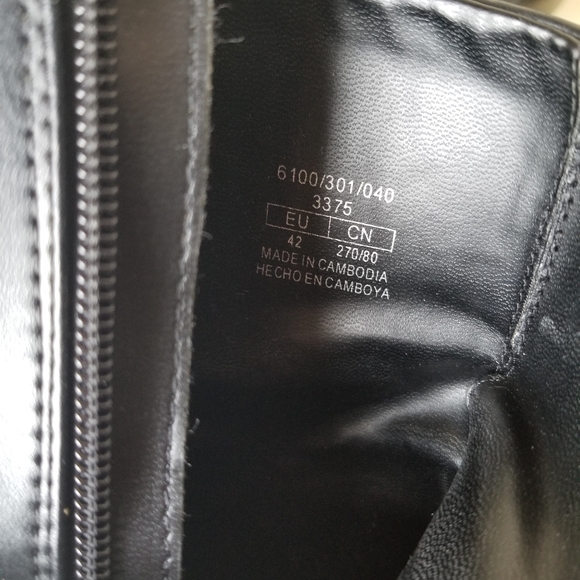 6100/301/040
3375
EU CN
42 270/80
MADE IN CAMBODIA
HECHO EN CAMBOYA